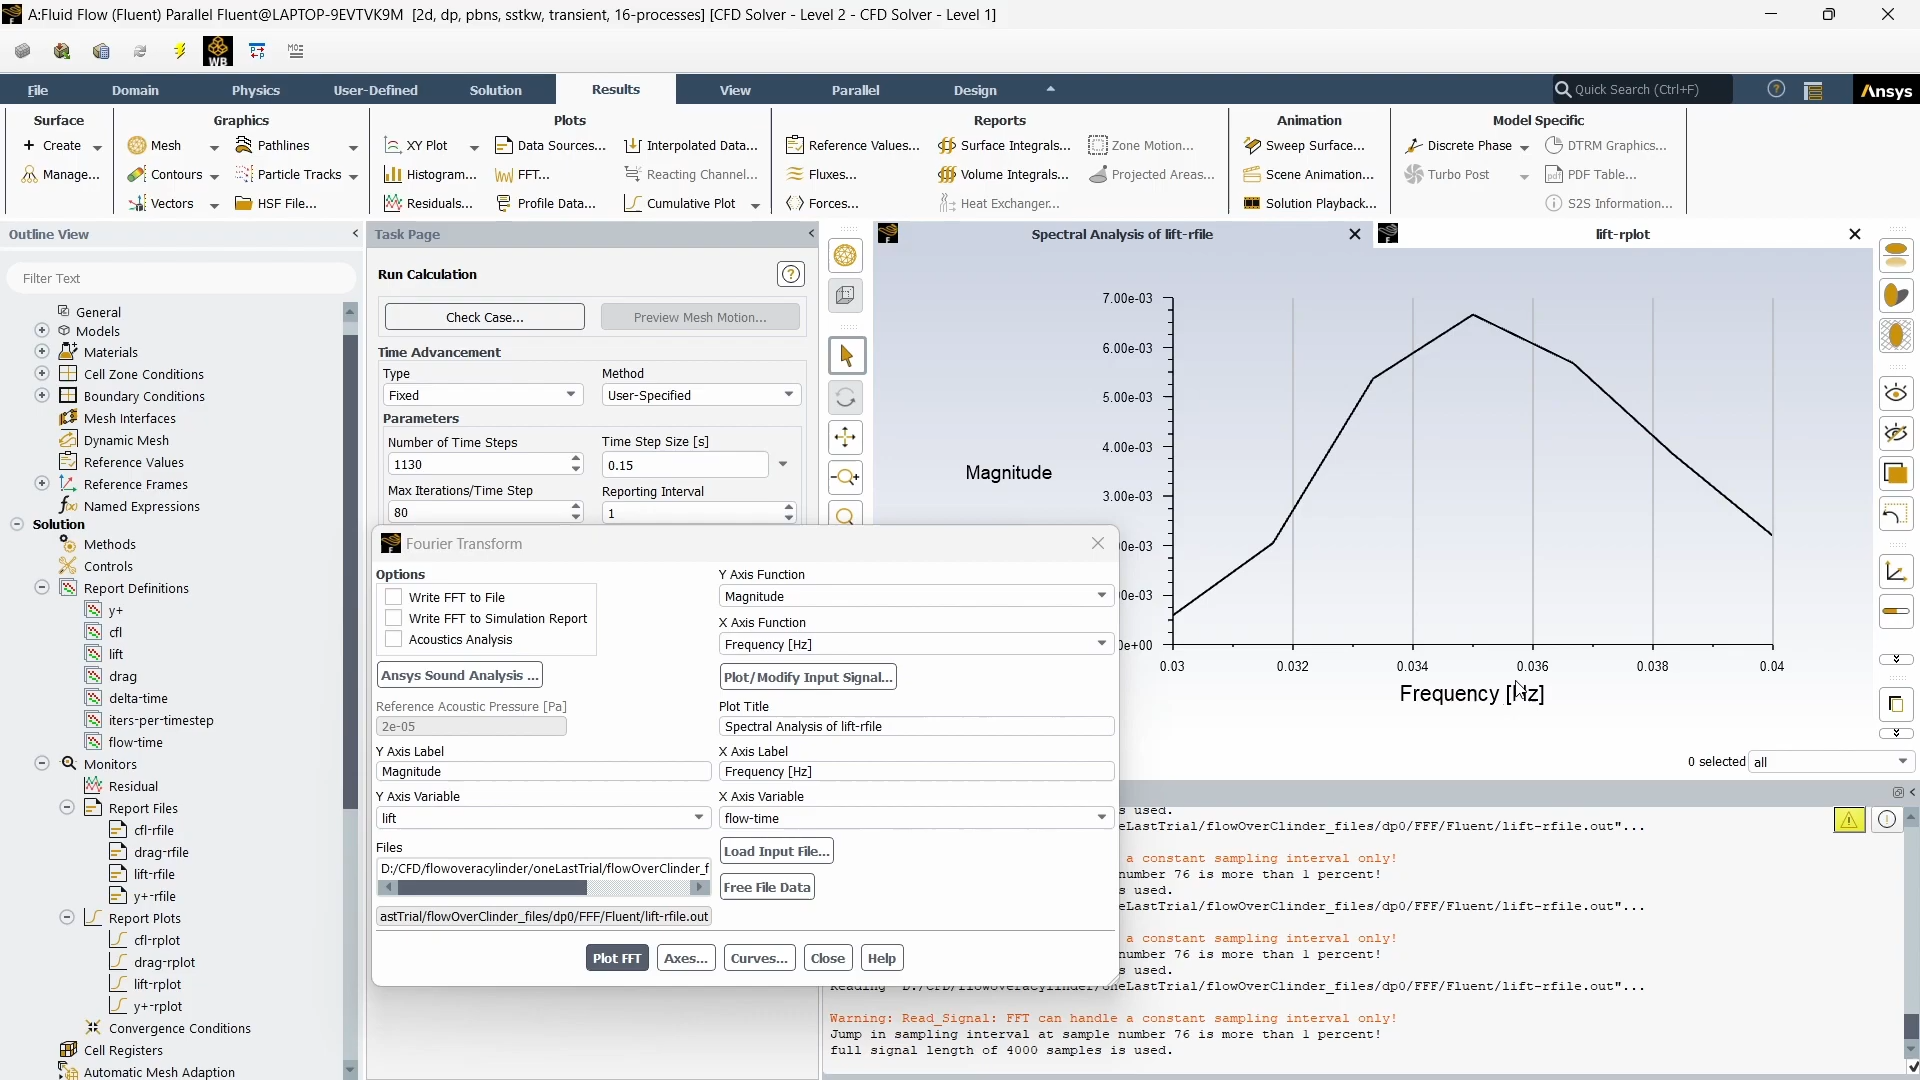 A:Fluid Flow (Fluent) Parallel Fluent@LAPTOP-9EVTVK9M [2d, dp, pbns, sstkw, transient, 16-processes] [CFD Solver - Level 2 - CFD Solver - Level 1]
WB
File Domain Physics User-Defined Solution Results View Parallel Design Quick Search (Ctrl+F) Ansys
Surface Graphics Plots Reports Animation Model Specific
Create Mesh Pathlines XY Plot Data Sources... Interpolated Data... Reference Values... Surface Integrals... Zone Motion... Sweep Surface... Discrete Phase DTRM Graphics...
Manage... Contours Particle Tracks Histogram... FFT... Reacting Channel... Fluxes... Volume Integrals... Projected Areas... Scene Animation... Turbo Post PDF Table...
Vectors HSF File... Residuals... Profile Data... Cumulative Plot Forces... Heat Exchanger... Solution Playback... S2S Information...
Outline View
Filter Text
General
Models
Materials
Cell Zone Conditions
Boundary Conditions
Mesh Interfaces
Dynamic Mesh
Reference Values
Reference Frames
Named Expressions
Solution
Methods
Controls
Report Definitions
y+
cfl
lift
drag
delta-time
iters-per-timestep
flow-time
Monitors
Residual
Report Files
cfl-rfile
drag-rfile
lift-rfile
y+-rfile
Report Plots
cfl-rplot
drag-rplot
lift-rplot
y+-rplot
Convergence Conditions
Cell Registers
Automatic Mesh Adaption
Task Page
Run Calculation
Check Case... Preview Mesh Motion...
Time Advancement
Type Method
Fixed User-Specified
Parameters
Number of Time Steps Time Step Size [s]
1130 0.15
Max Iterations/Time Step Reporting Interval
80 1
Spectral Analysis of lift-rfile lift-rplot
7.00e-03
6.00e-03
5.00e-03
4.00e-03
3.00e-03
Magnitude
0e-03
0e-03
0e+00
0.03 0.032 0.034 0.036 0.038 0.04
Frequency [Hz]
0 selected all
Fourier Transform
Options
Write FFT to File
Write FFT to Simulation Report
Acoustics Analysis
Ansys Sound Analysis ...
Reference Acoustic Pressure [Pa]
2e-05
Y Axis Label
Magnitude
Y Axis Variable
lift
Files
D:/CFD/flowoveracylinder/oneLastTrial/flowOverClinder_f
astTrial/flowOverClinder_files/dp0/FFF/Fluent/lift-rfile.out
Y Axis Function
Magnitude
X Axis Function
Frequency [Hz]
Plot/Modify Input Signal...
Plot Title
Spectral Analysis of lift-rfile
X Axis Label
Frequency [Hz]
X Axis Variable
flow-time
Load Input File...
Free File Data
Plot FFT Axes... Curves... Close Help
s used.
eLastTrial/flowOverClinder_files/dp0/FFF/Fluent/lift-rfile.out"...
a constant sampling interval only!
number 76 is more than 1 percent!
s used.
eLastTrial/flowOverClinder_files/dp0/FFF/Fluent/lift-rfile.out"...
a constant sampling interval only!
number 76 is more than 1 percent!
s used.
Reading "D:/CFD/flowoveracylinder/oneLastTrial/flowOverClinder_files/dp0/FFF/Fluent/lift-rfile.out"...
Warning: Read_Signal: FFT can handle a constant sampling interval only!
Jump in sampling interval at sample number 76 is more than 1 percent!
full signal length of 4000 samples is used.